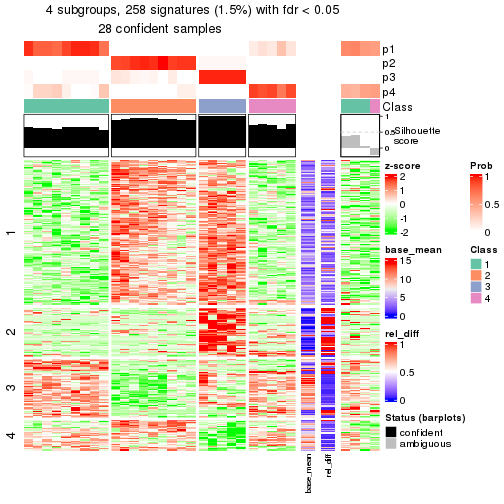 4 subgroups, 258 signatures (1.5%) with fdr < 0.05
28 confident samples
p1
p2
p3
p4
Class
1
0.5
0
Silhouette
score
1
2
3
4
base_mean
rel_diff
z-score
2
1
0
-1
-2
base_mean
15
10
5
0
rel_diff
1
0.5
0
Prob
1
0.5
0
Class
1
2
3
4
Status (barplots)
confident
ambiguous